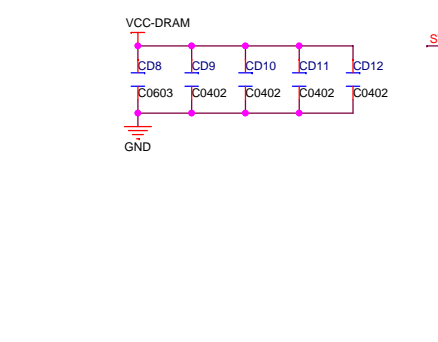 VCC-DRAM
S
CD8 CD9 CD10 CD11 CD12
C0603 C0402 C0402 C0402 C0402
GND